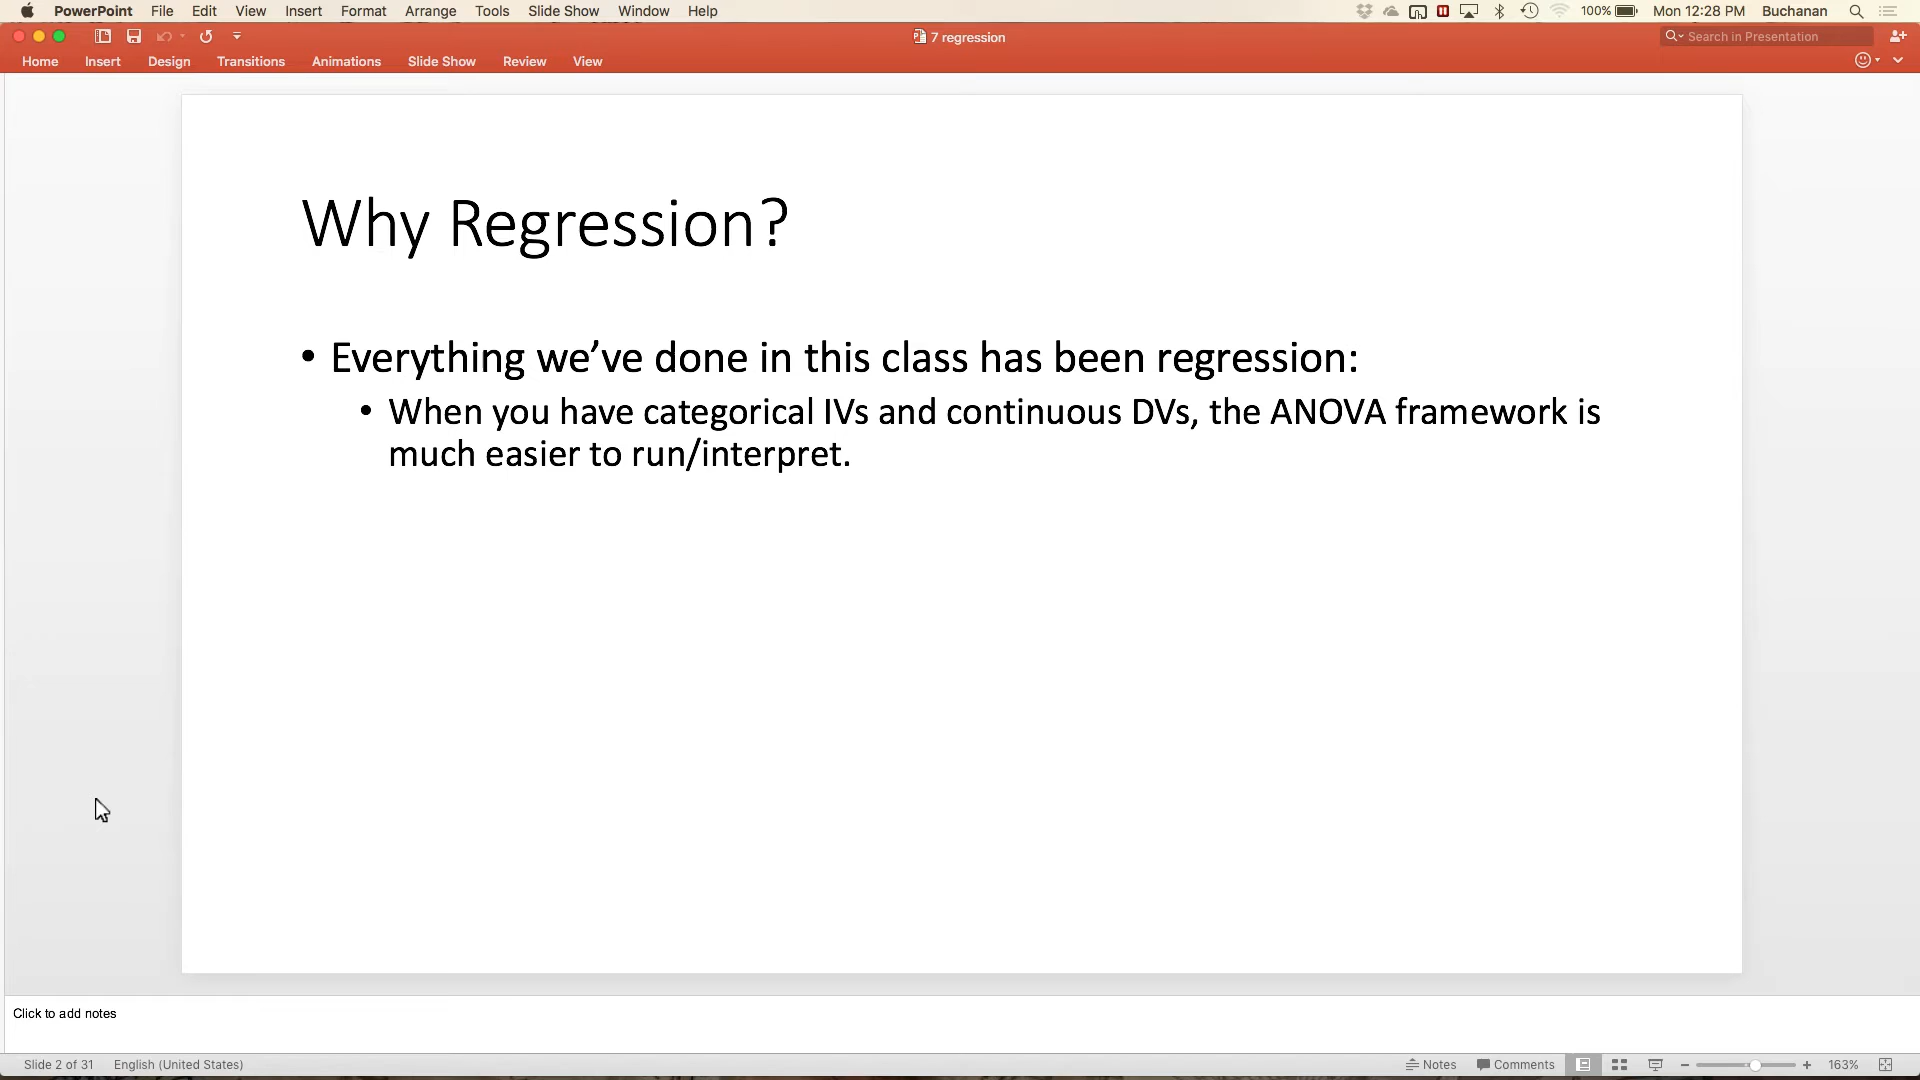 PowerPoint File Edit View Insert Format Arrange Tools Slide Show Window Help 100% Mon 12:28 PM Buchanan
7 regression Search in Presentation
Home Insert Design Transitions Animations Slide Show Review View
Why Regression?
• Everything we’ve done in this class has been regression:
• When you have categorical IVs and continuous DVs, the ANOVA framework is
much easier to run/interpret.
Click to add notes
Slide 2 of 31 English (United States) Notes Comments 163%